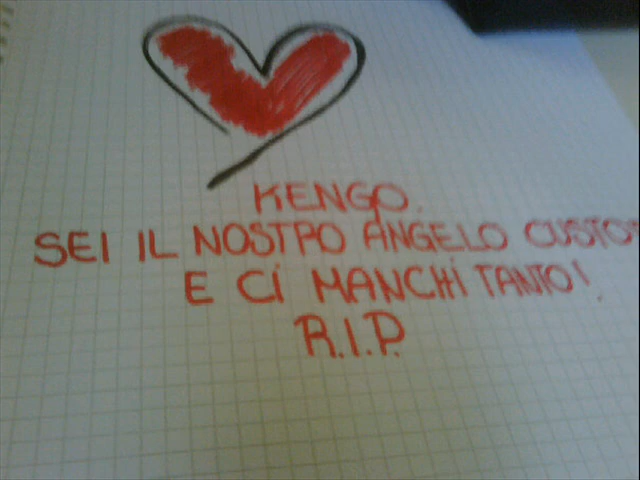 KENGO.
SEI IL NOSTRO ANGELO CUSTO
E CI MANCHI TANTO!
R.I.P.